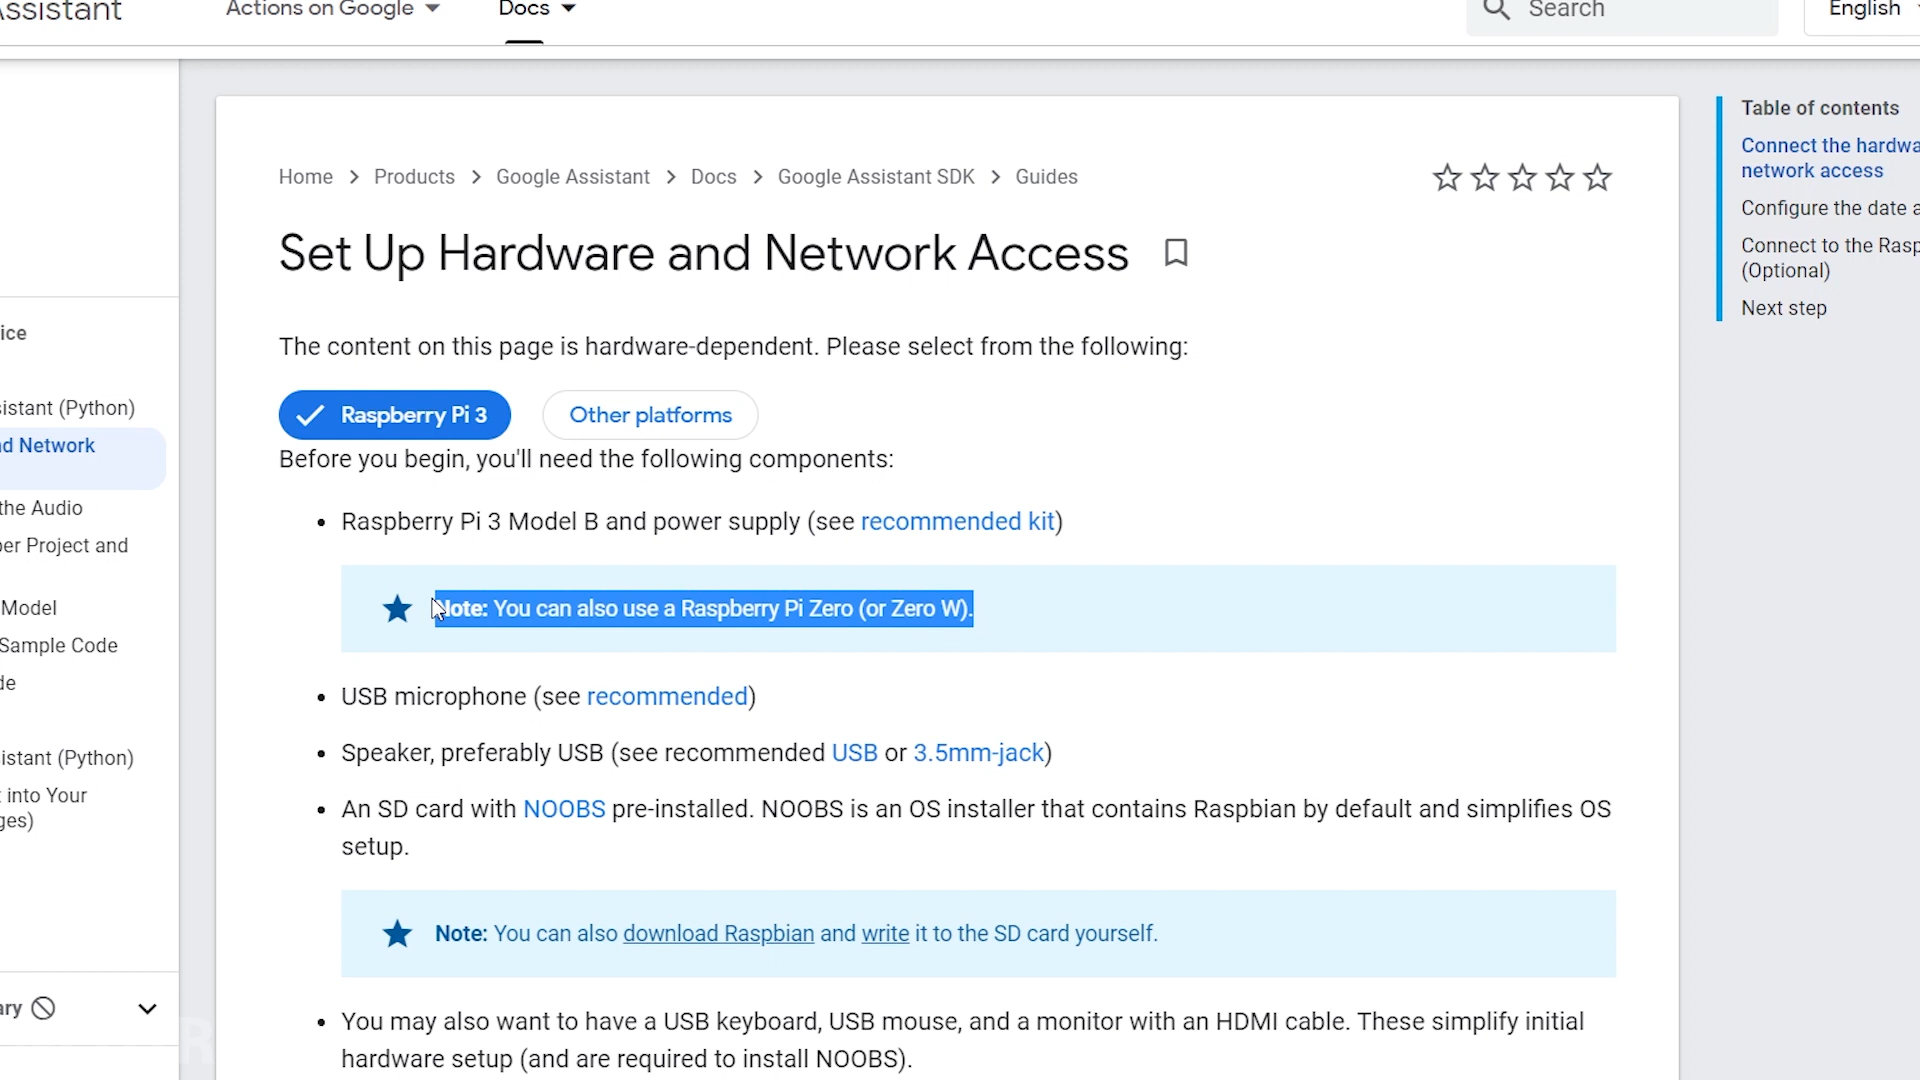 Assistant
Actions on Google
Docs
Search
English
Home
Products
Google Assistant
Docs
Google Assistant SDK
Guides
Set Up Hardware and Network Access
The content on this page is hardware-dependent. Please select from the following:
Raspberry Pi 3
Other platforms
Before you begin, you'll need the following components:
Raspberry Pi 3 Model B and power supply (see recommended kit)
Note: You can also use a Raspberry Pi Zero (or Zero W).
USB microphone (see recommended)
Speaker, preferably USB (see recommended USB or 3.5mm-jack)
An SD card with NOOBS pre-installed. NOOBS is an OS installer that contains Raspbian by default and simplifies OS
setup.
Note: You can also download Raspbian and write it to the SD card yourself.
You may also want to have a USB keyboard, USB mouse, and a monitor with an HDMI cable. These simplify initial
hardware setup (and are required to install NOOBS).
ice
istant (Python)
d Network
the Audio
per Project and
Model
Sample Code
de
istant (Python)
into Your
ges)
ary
Table of contents
Connect the hardwa
network access
Configure the date a
Connect to the Rasp
(Optional)
Next step